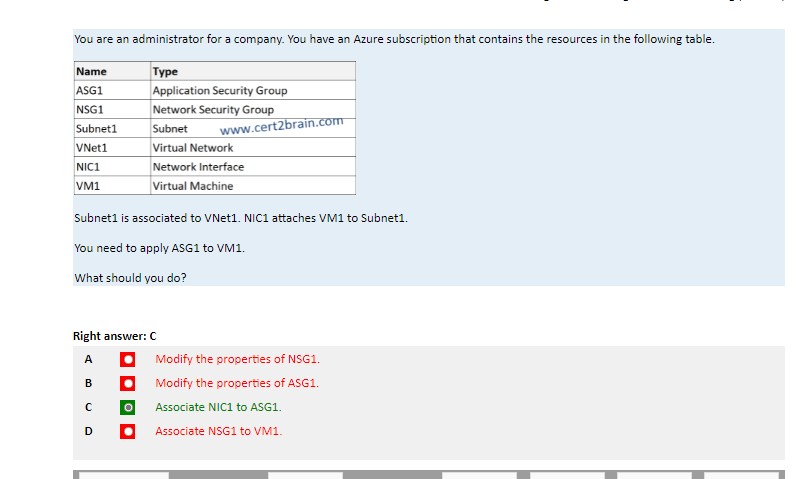 You are an administrator for a company. You have an Azure subscription that contains the resources in the following table.
Name Type
ASG1 Application Security Group
NSG1 Network Security Group
Subnet1 Subnet www.cert2brain.com
VNet1 Virtual Network
NIC1 Network Interface
VM1 Virtual Machine
Subnet1 is associated to VNet1. NIC1 attaches VM1 to Subnet1.
You need to apply ASG1 to VM1.
What should you do?
Right answer: C
A Modify the properties of NSG1.
B Modify the properties of ASG1.
C Associate NIC1 to ASG1.
D Associate NSG1 to VM1.